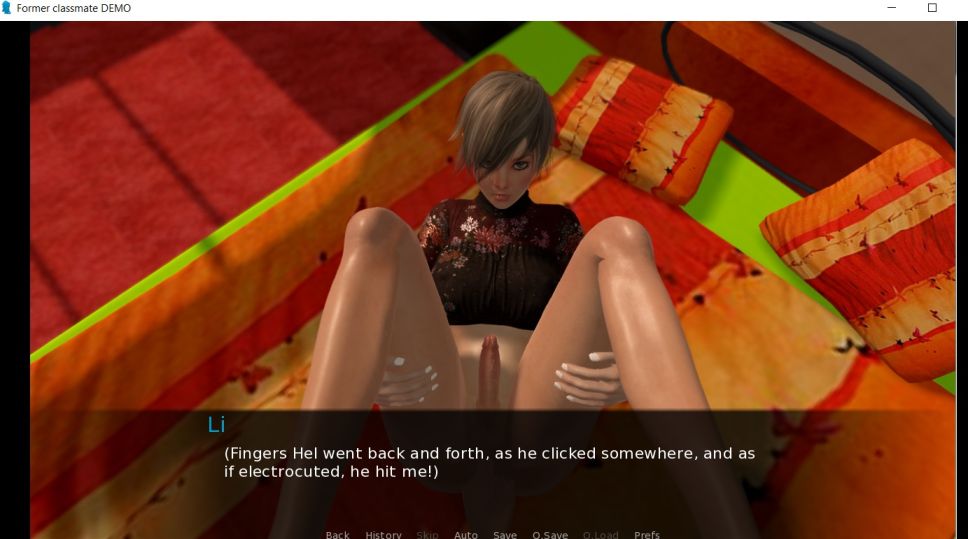 Former classmate DEMO
Li
(Fingers Hel went back and forth, as he clicked somewhere, and as
if electrocuted, he hit me!)
Back History Skip Auto Save Q.Save Q.Load Prefs